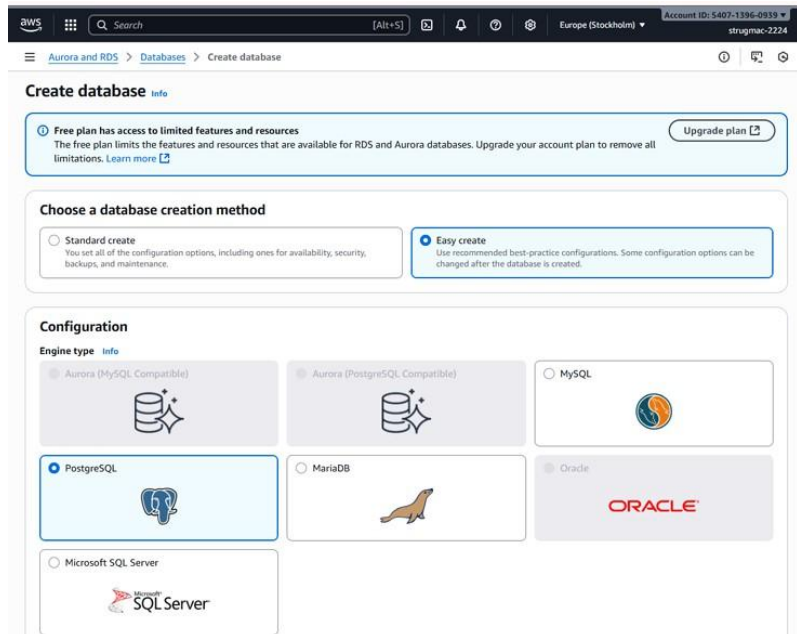 aws
Search [Alt+S] Europe (Stockholm) ▼ Account ID: 5407-1396-0939 ▼
strugmac-2224
Aurora and RDS > Databases > Create database
Create database Info
Free plan has access to limited features and resources
Upgrade plan
The free plan limits the features and resources that are available for RDS and Aurora databases. Upgrade your account plan to remove all
limitations. Learn more
Choose a database creation method
Standard create
You set all of the configuration options, including ones for availability, security,
backups, and maintenance.
Easy create
Use recommended best-practice configurations. Some configuration options can be
changed after the database is created.
Configuration
Engine type Info
Aurora (MySQL Compatible)
Aurora (PostgreSQL Compatible)
MySQL
PostgreSQL
MariaDB
Oracle
ORACLE
Microsoft SQL Server
Microsoft
SQL Server